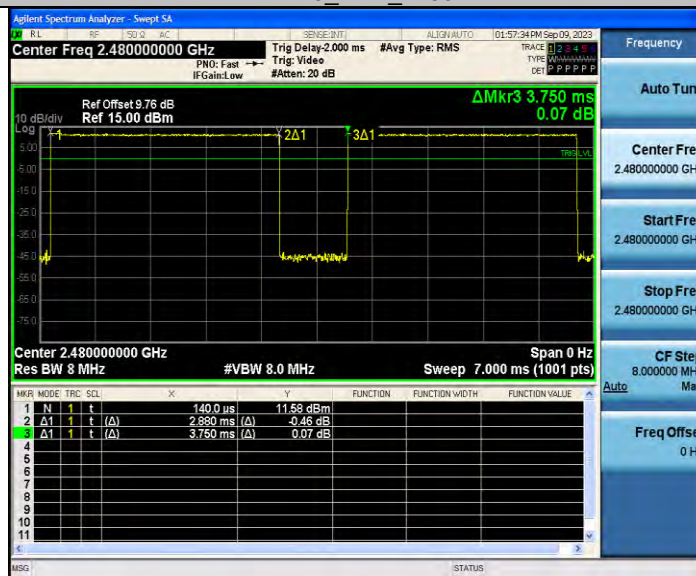 Agilent Spectrum Analyzer - Swept SA
RL RF 50 Ω AC SENSE:INT ALIGN AUTO 01:57:34 PM Sep 09, 2023
Center Freq 2.480000000 GHz
PNO: Fast
IFGain:Low
Trig Delay-2.000 ms
Trig: Video
#Atten: 20 dB
#Avg Type: RMS
TRACE 1 2 3 4 5 6
TYPE
DET P P P P P P
ΔMkr3 3.750 ms
0.07 dB
Ref Offset 9.76 dB
10 dB/div Ref 15.00 dBm
Log
1
2Δ1
3Δ1
TRIG LVL
5.00
-5.00
-15.0
-25.0
-35.0
-45.0
-55.0
-65.0
-75.0
Center 2.480000000 GHz Span 0 Hz
Res BW 8 MHz #VBW 8.0 MHz Sweep 7.000 ms (1001 pts)
MKR MODE TRC SCL X Y FUNCTION FUNCTION WIDTH FUNCTION VALUE
1 N 1 t 140.0 µs 11.58 dBm
2 Δ1 1 t (Δ) 2.880 ms (Δ) -0.46 dB
3 Δ1 1 t (Δ) 3.750 ms (Δ) 0.07 dB
4
5
6
7
8
9
10
11
MSG STATUS
Frequency
Auto Tun
Center Fre
2.480000000 GH
Start Fre
2.480000000 GH
Stop Fre
2.480000000 GH
CF Ste
8.000000 MH
Auto Ma
Freq Offse
0 H